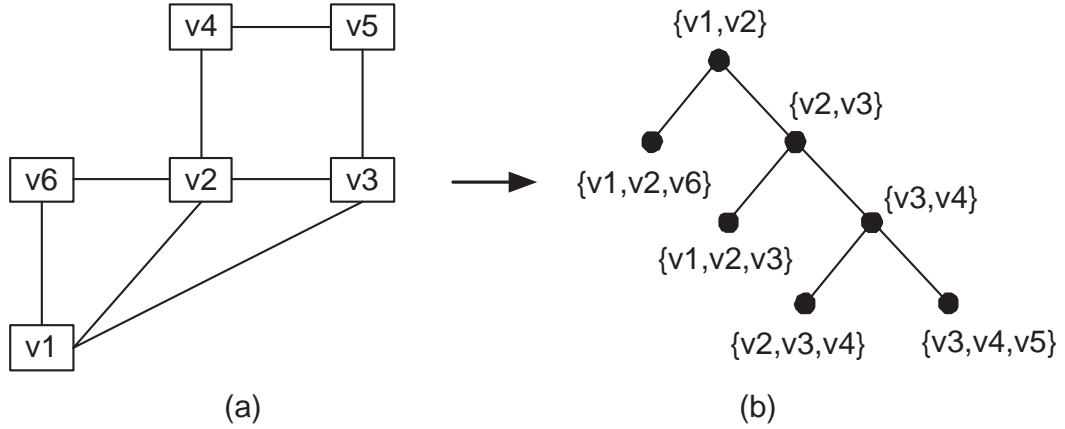 v4
v5
v6
v2
v3
v1
(a)
{v1,v2}
{v2,v3}
{v1,v2,v6}
{v3,v4}
{v1,v2,v3}
{v2,v3,v4}
{v3,v4,v5}
(b)